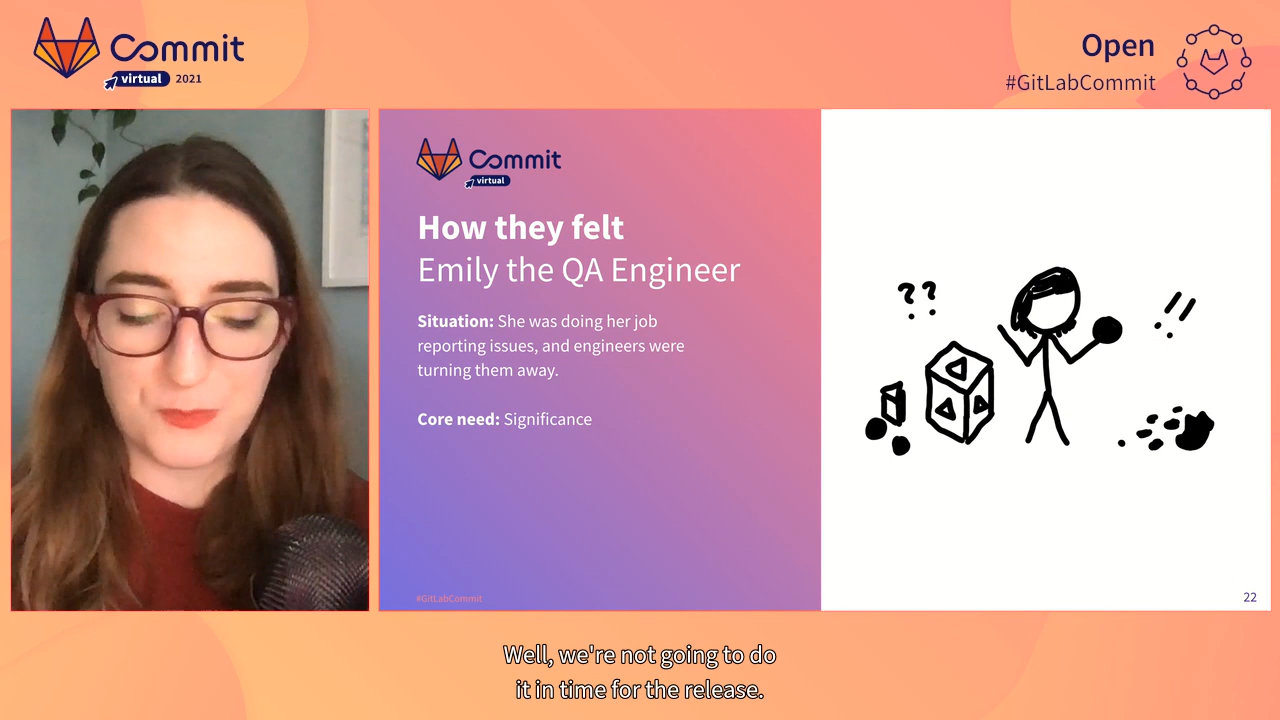 Commit
virtual 2021
Open
#GitLabCommit
Commit
virtual
How they felt
Emily the QA Engineer
Situation: She was doing her job
reporting issues, and engineers were
turning them away.
Core need: Significance
#GitLabCommit
??
!!
22
Well, we're not going to do
it in time for the release.